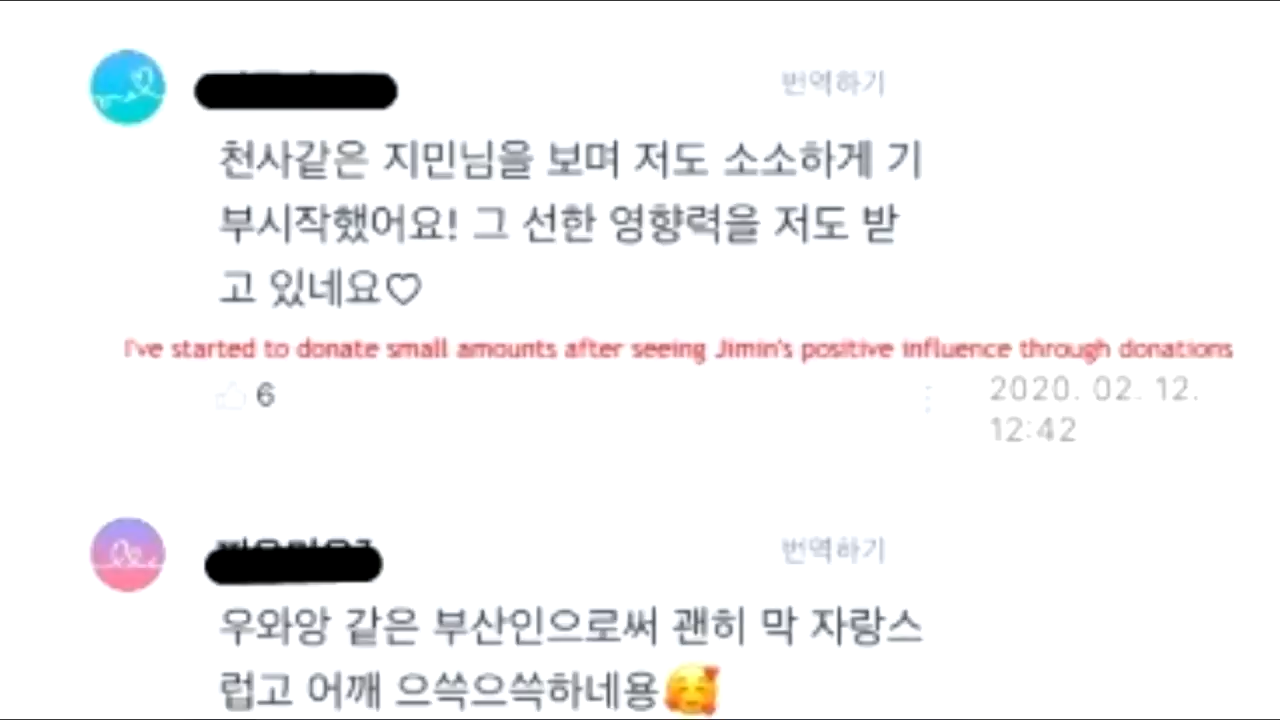 번역하기
천사같은 지민님을 보며 저도 소소하게 기
부시작했어요! 그 선한 영향력을 저도 받
고 있네요♡
I've started to donate small amounts after seeing Jimin's positive influence through donations
6
2020. 02. 12.
12:42
번역하기
우와앙 같은 부산인으로써 괜히 막 자랑스
럽고 어깨 으쓱으쓱하네용🥰